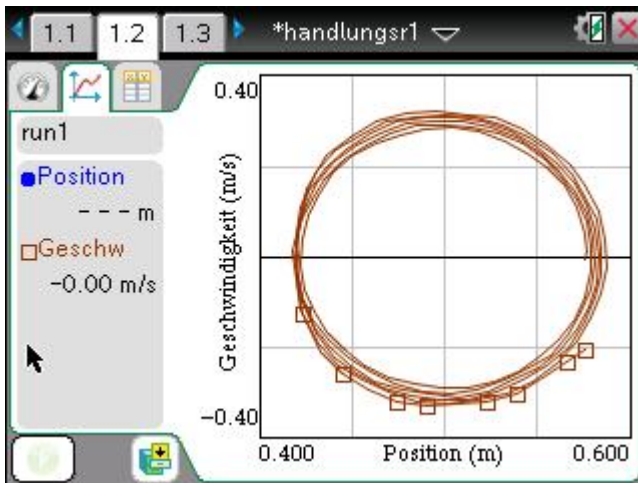 1.1 1.2 1.3 *handlungsr1
run1
Position
--- m
Geschw
-0.00 m/s
0.40
Geschwindigkeit (m/s)
-0.40
0.400 Position (m) 0.600